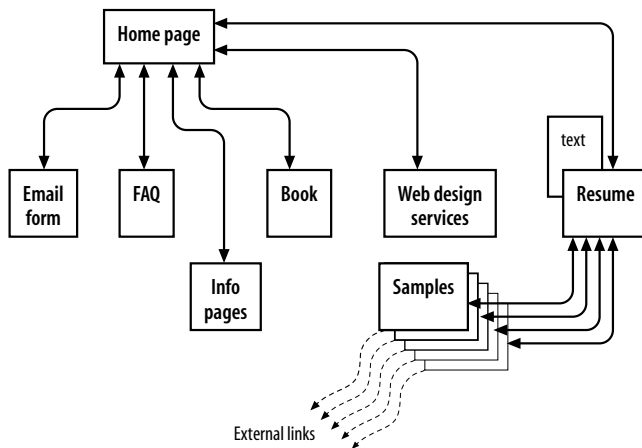 Home page
text
Email
form
FAQ
Book
Web design
services
Resume
Info
pages
Samples
External links